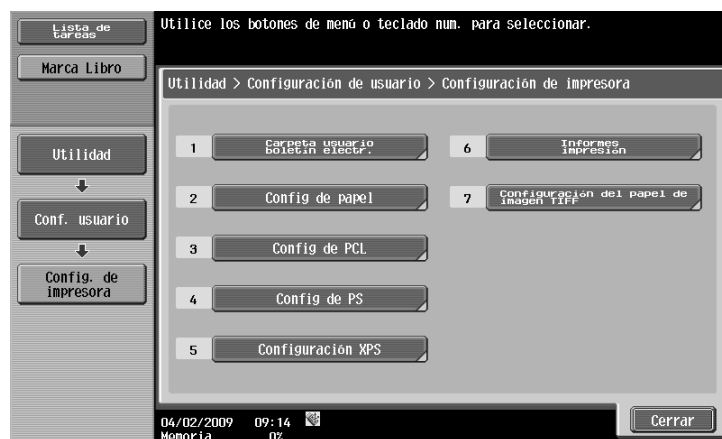 Lista de
tareas
Utilice los botones de menú o teclado num. para seleccionar.
Marca Libro
Utilidad > Configuración de usuario > Configuración de impresora
1 Carpeta usuario
boletín electr.
6 Informes
impresión
Utilidad
2 Config de papel
7 Configuración del papel de
imagen TIFF
Conf. usuario
3 Config de PCL
Config. de
impresora
4 Config de PS
5 Configuración XPS
04/02/2009 09:14
Memoria 0%
Cerrar